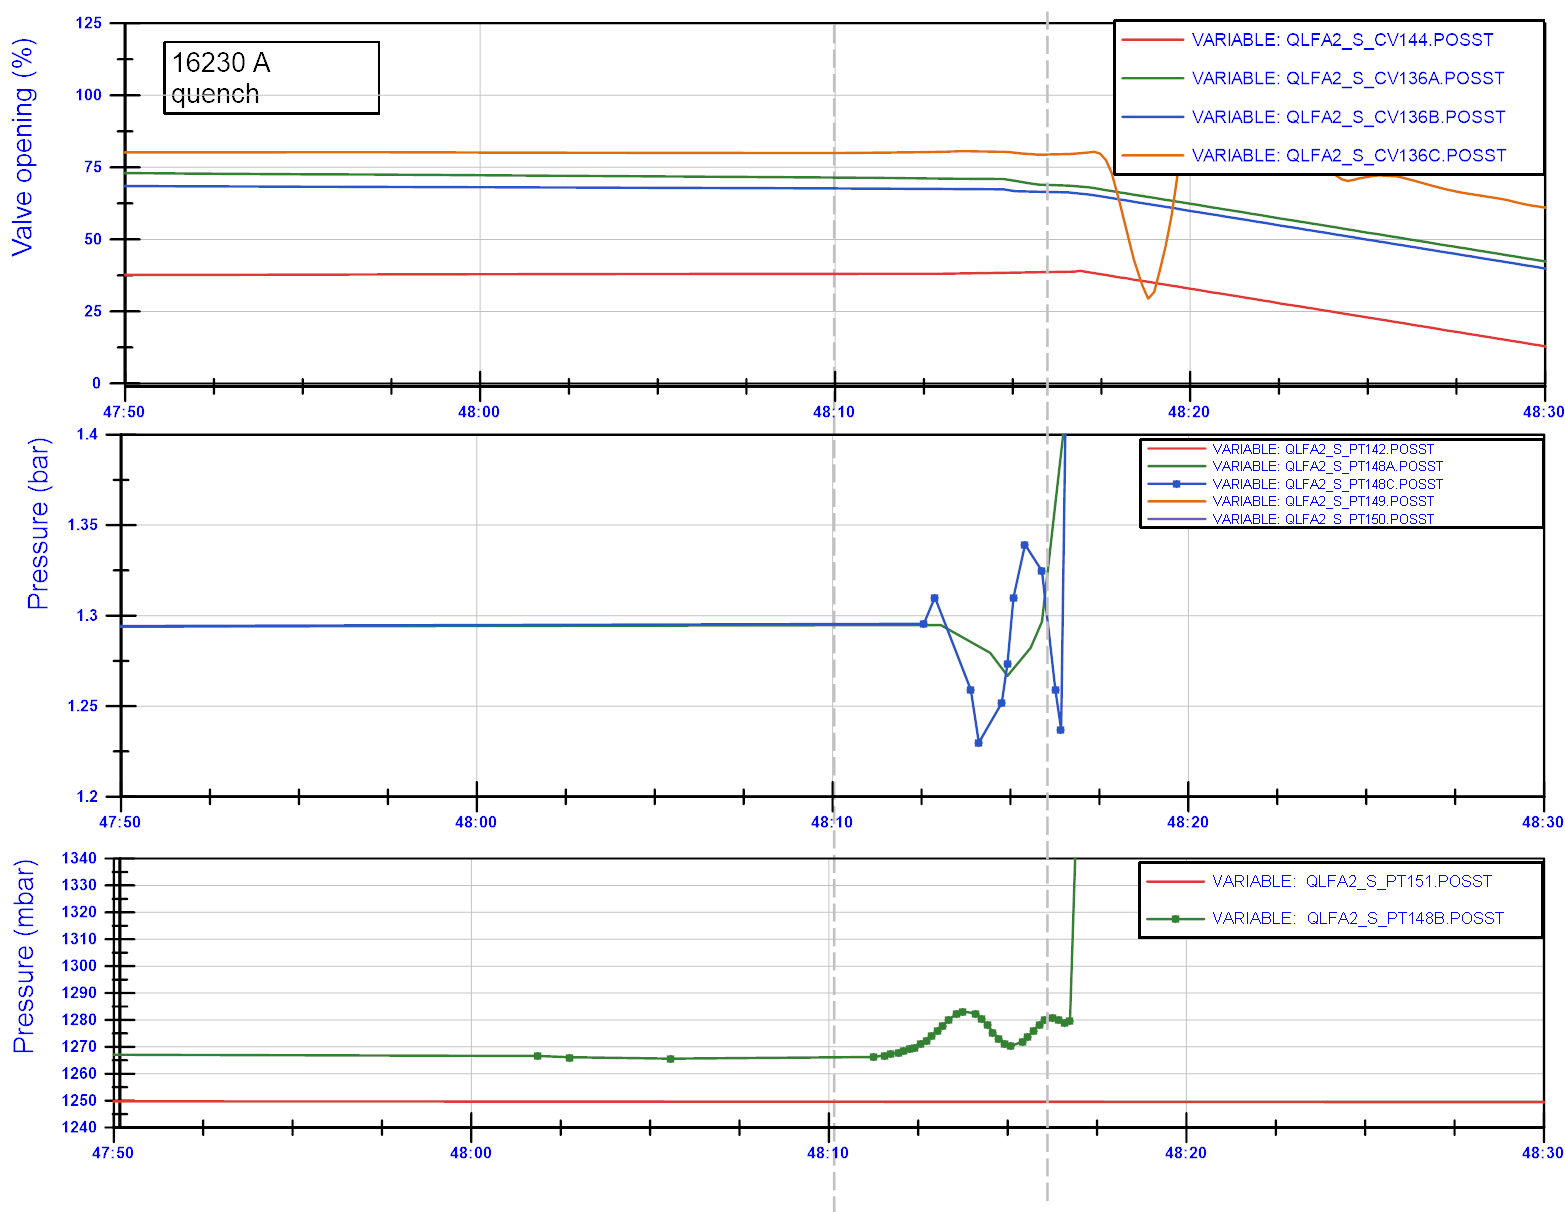 Valve opening (%)
125
100
75
50
25
0
16230 A
quench
VARIABLE: QLFA2_S_CV144.POSST
VARIABLE: QLFA2_S_CV136A.POSST
VARIABLE: QLFA2_S_CV136B.POSST
VARIABLE: QLFA2_S_CV136C.POSST
47:50 48:00 48:10 48:20 48:30
Pressure (bar)
1.4
1.35
1.3
1.25
1.2
VARIABLE: QLFA2_S_PT142.POSST
VARIABLE: QLFA2_S_PT148A.POSST
VARIABLE: QLFA2_S_PT148C.POSST
VARIABLE: QLFA2_S_PT149.POSST
VARIABLE: QLFA2_S_PT150.POSST
47:50 48:00 48:10 48:20 48:30
Pressure (mbar)
1340
1330
1320
1310
1300
1290
1280
1270
1260
1250
1240
VARIABLE: QLFA2_S_PT151.POSST
VARIABLE: QLFA2_S_PT148B.POSST
47:50 48:00 48:10 48:20 48:30